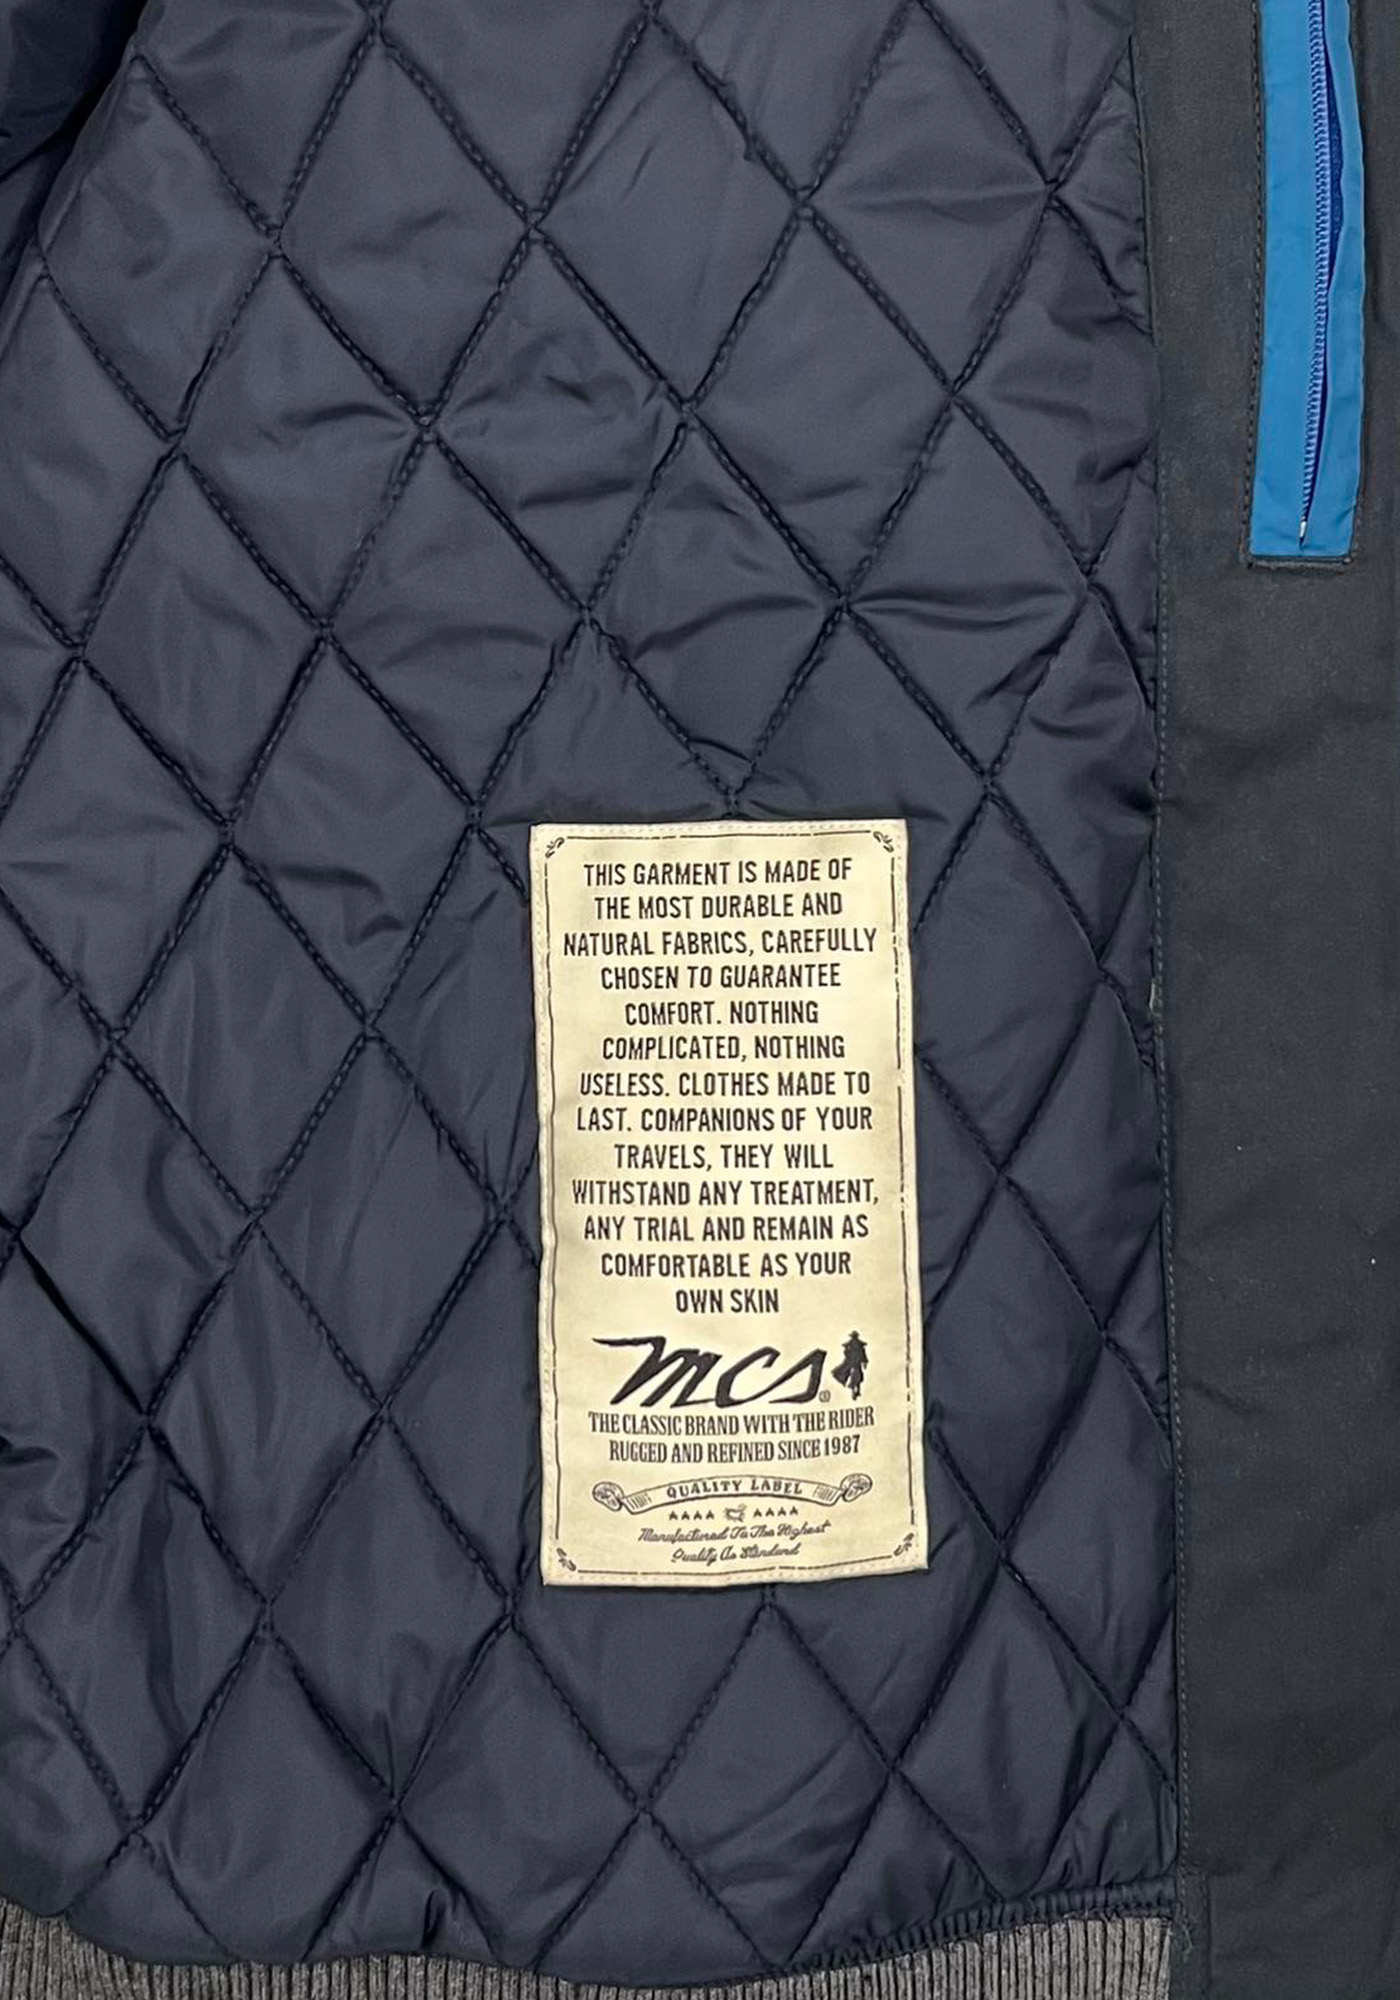 THIS GARMENT IS MADE OF
THE MOST DURABLE AND
NATURAL FABRICS, CAREFULLY
CHOSEN TO GUARANTEE
COMFORT. NOTHING
COMPLICATED, NOTHING
USELESS. CLOTHES MADE TO
LAST. COMPANIONS OF YOUR
TRAVELS, THEY WILL
WITHSTAND ANY TREATMENT,
ANY TRIAL AND REMAIN AS
COMFORTABLE AS YOUR
OWN SKIN
mcs®
THE CLASSIC BRAND WITH THE RIDER
RUGGED AND REFINED SINCE 1987
QUALITY LABEL
Manufactured To The Highest
Quality As Standard